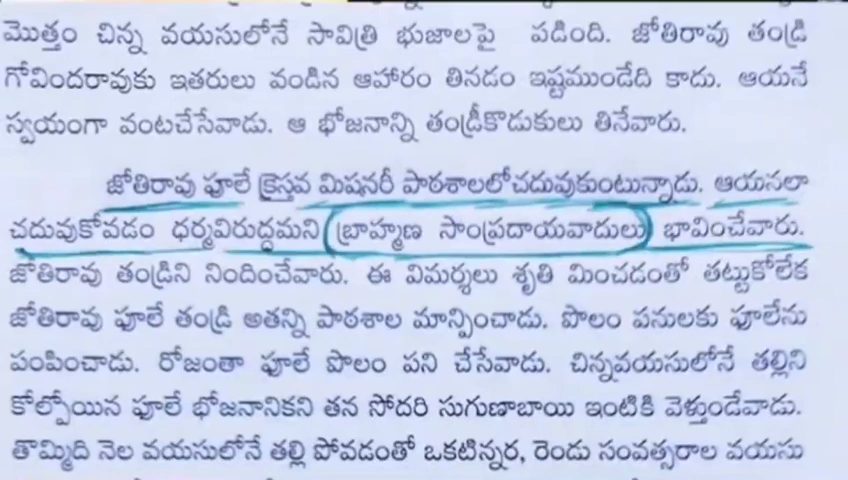 మొత్తం చిన్న వయసులోనే సావిత్రి భుజాలపై పడింది. జోతిరావు తండ్రి
గోవిందరావుకు ఇతరులు వండిన ఆహారం తినడం ఇష్టముండేది కాదు. ఆయనే
స్వయంగా వంటచేసేవాడు. ఆ భోజనాన్ని తండ్రీకొడుకులు తినేవారు.
జోతిరావు ఫూలే క్రైస్తవ మిషనరీ పాఠశాలలోచదువుకుంటున్నాడు. ఆయనలా
చదువుకోవడం ధర్మవిరుద్ధమని బ్రాహ్మణ సాంప్రదాయవాదులు భావించేవారు.
జోతిరావు తండ్రిని నిందించేవారు. ఈ విమర్శలు శృతి మించడంతో తట్టుకోలేక
జోతిరావు ఫూలే తండ్రి అతన్ని పాఠశాల మాన్పించాడు. పొలం పనులకు ఫూలేను
పంపించాడు. రోజంతా ఫూలే పొలం పని చేసేవాడు. చిన్నవయసులోనే తల్లిని
కోల్పోయిన ఫూలే భోజనానికని తన సోదరి సుగుణాబాయి ఇంటికి వెళ్తుండేవాడు.
తొమ్మిది నెల వయసులోనే తల్లి పోవడంతో ఒకటిన్నర, రెండు సంవత్సరాల వయసు